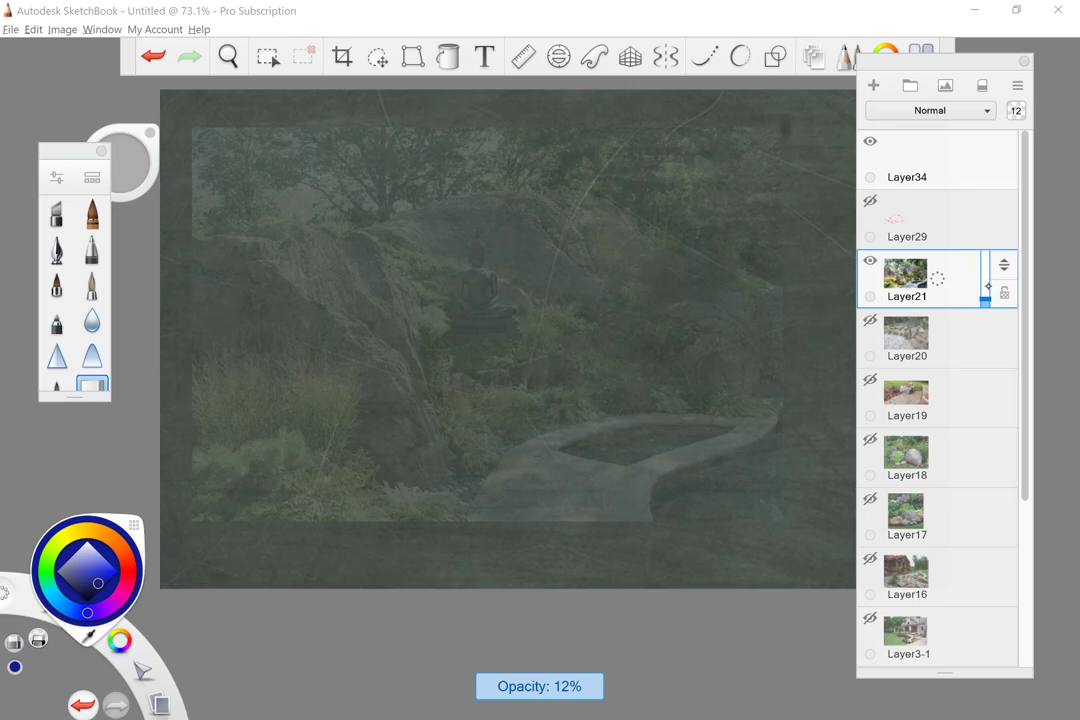 Autodesk SketchBook - Untitled @ 73.1% - Pro Subscription
File Edit Image Window My Account Help
T
Normal 12
Layer34
Layer29
Layer21
Layer20
Layer19
Layer18
Layer17
Layer16
Layer3-1
Opacity: 12%